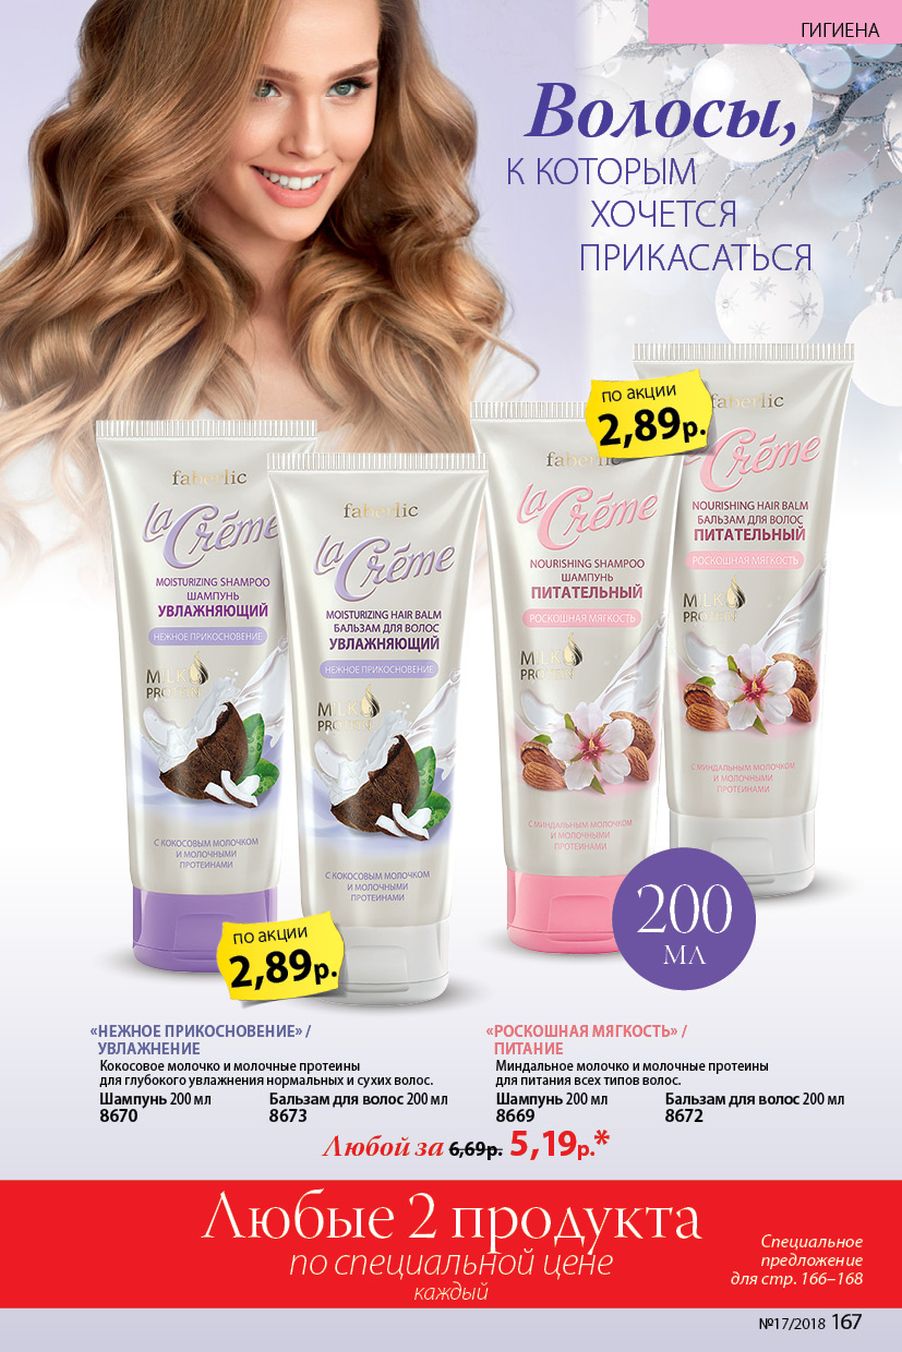 ГИГИЕНА
Волосы,
К КОТОРЫМ
ХОЧЕТСЯ
ПРИКАСАТЬСЯ
faberlic
la Créme
MOISTURIZING SHAMPOO
ШАМПУНЬ
УВЛАЖНЯЮЩИЙ
НЕЖНОЕ ПРИКОСНОВЕНИЕ
MILK
PROTEIN
С КОКОСОВЫМ МОЛОЧКОМ
И МОЛОЧНЫМИ
ПРОТЕИНАМИ
faberlic
la Créme
MOISTURIZING HAIR BALM
БАЛЬЗАМ ДЛЯ ВОЛОС
УВЛАЖНЯЮЩИЙ
НЕЖНОЕ ПРИКОСНОВЕНИЕ
MILK
PROTEIN
С КОКОСОВЫМ МОЛОЧКОМ
И МОЛОЧНЫМИ
ПРОТЕИНАМИ
по акции
2,89р.
faberlic
la Créme
NOURISHING SHAMPOO
ШАМПУНЬ
ПИТАТЕЛЬНЫЙ
РОСКОШНАЯ МЯГКОСТЬ
MILK
PROTEIN
С МИНДАЛЬНЫМ МОЛОЧКОМ
И МОЛОЧНЫМИ
ПРОТЕИНАМИ
по акции
2,89р.
faberlic
Créme
NOURISHING HAIR BALM
БАЛЬЗАМ ДЛЯ ВОЛОС
ПИТАТЕЛЬНЫЙ
РОСКОШНАЯ МЯГКОСТЬ
MILK
PROTEIN
С МИНДАЛЬНЫМ МОЛОЧКОМ
И МОЛОЧНЫМИ
ПРОТЕИНАМИ
200
МЛ
«НЕЖНОЕ ПРИКОСНОВЕНИЕ» /
УВЛАЖНЕНИЕ
Кокосовое молочко и молочные протеины
для глубокого увлажнения нормальных и сухих волос.
Шампунь 200 мл Бальзам для волос 200 мл
8670 8673
«РОСКОШНАЯ МЯГКОСТЬ» /
ПИТАНИЕ
Миндальное молочко и молочные протеины
для питания всех типов волос.
Шампунь 200 мл Бальзам для волос 200 мл
8669 8672
Любой за 6,69р. 5,19р.*
Любые 2 продукта
по специальной цене
каждый
Специальное
предложение
для стр. 166–168
№17/2018 167